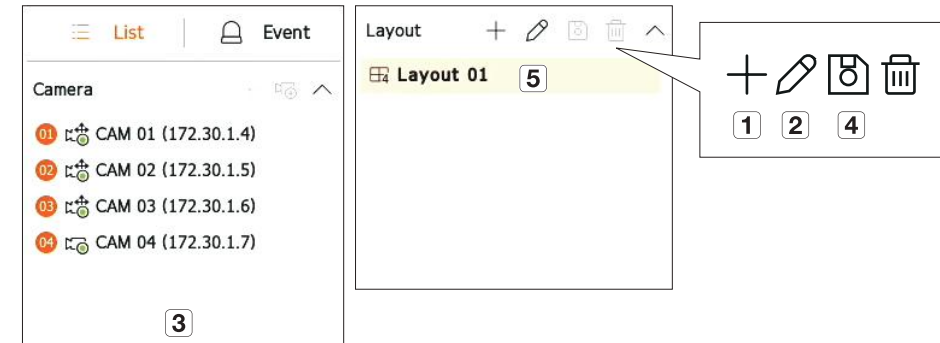 List
Event
Camera
01 CAM 01 (172.30.1.4)
02 CAM 02 (172.30.1.5)
03 CAM 03 (172.30.1.6)
04 CAM 04 (172.30.1.7)
3
Layout
4 Layout 01
5
1 2 4